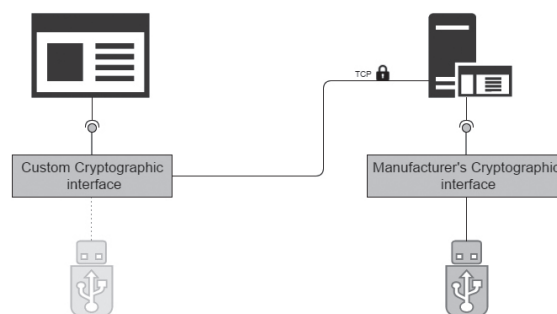 TCP
Custom Cryptographic
interface
Manufacturer's Cryptographic
interface